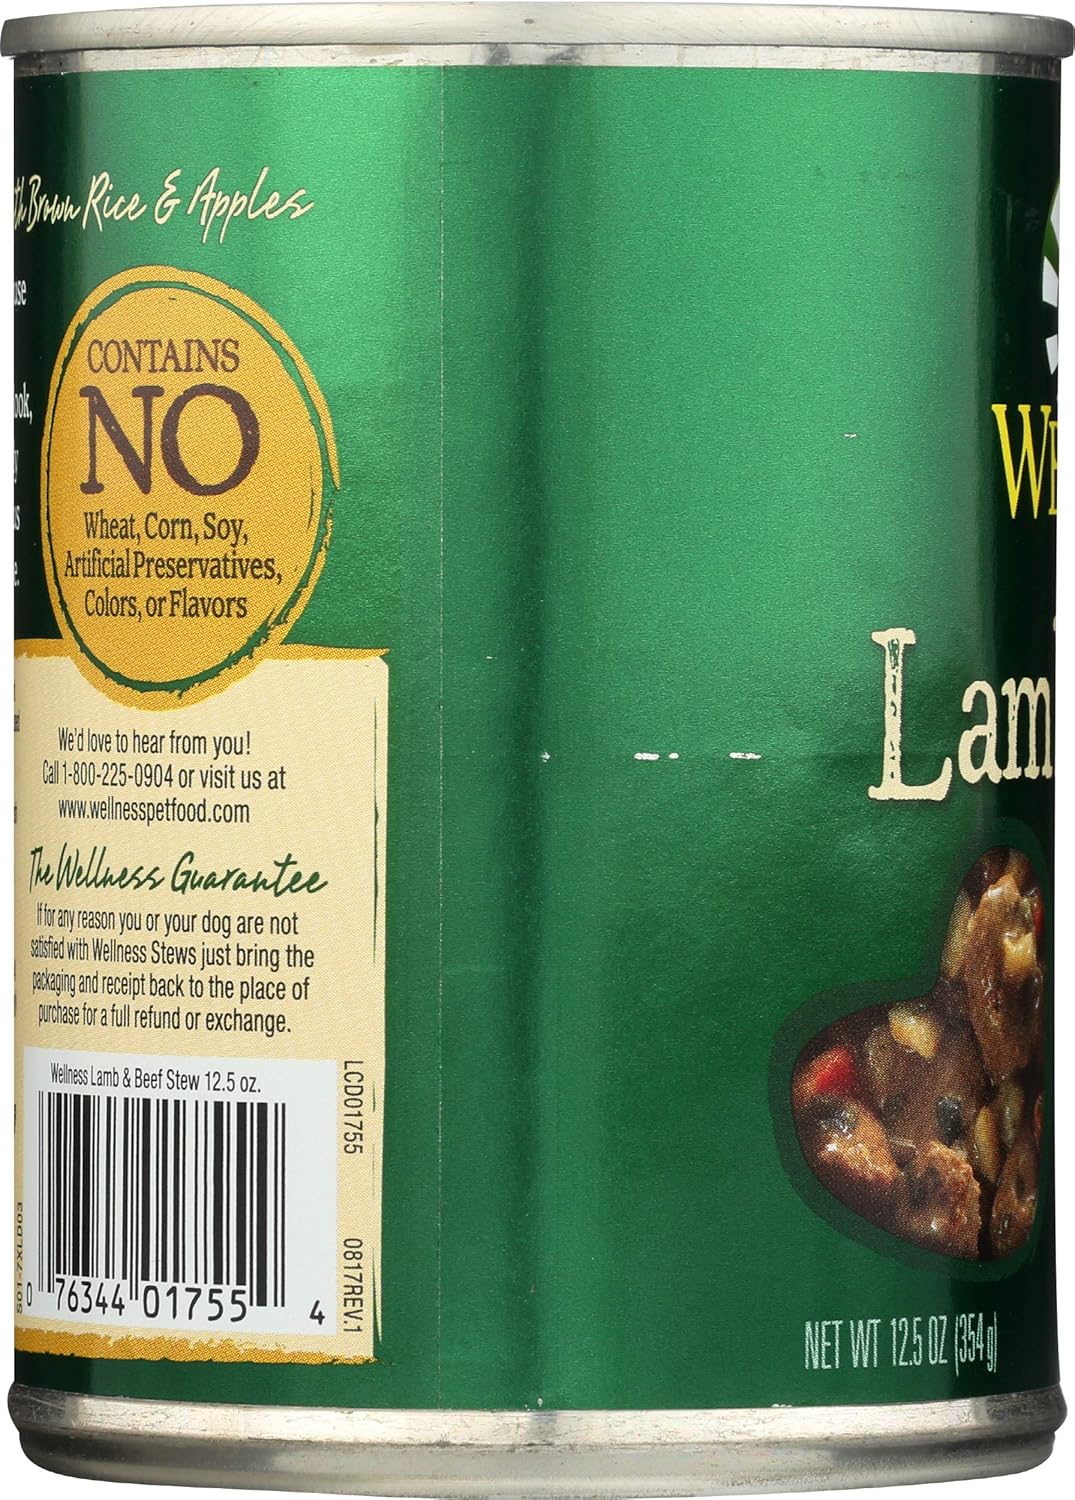 Brown Rice & Apples
CONTAINS
NO
Wheat, Corn, Soy,
Artificial Preservatives,
Colors, or Flavors
We'd love to hear from you!
Call 1-800-225-0904 or visit us at
www.wellnesspetfood.com
The Wellness Guarantee
If for any reason you or your dog are not
satisfied with Wellness Stews just bring the
packaging and receipt back to the place of
purchase for a full refund or exchange.
Wellness Lamb & Beef Stew 12.5 oz.
0 76344 01755 4
LCD01755
0817REV.1
S01-7XLD03
WE
Lam
NET WT 12.5 OZ (354g)